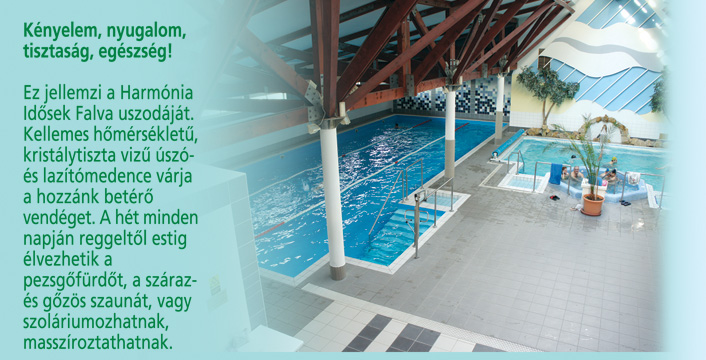 Kényelem, nyugalom,
tisztaság, egészség!
Ez jellemzi a Harmónia
Idősek Falva uszodáját.
Kellemes hőmérsékletű,
kristálytiszta vizű úszó-
és lazítómedence várja
a hozzánk betérő
vendéget. A hét minden
napján reggeltől estig
élvezhetik a
pezsgőfürdőt, a száraz-
és gőzös szaunát, vagy
szoláriumozhatnak,
masszíroztathatnak.